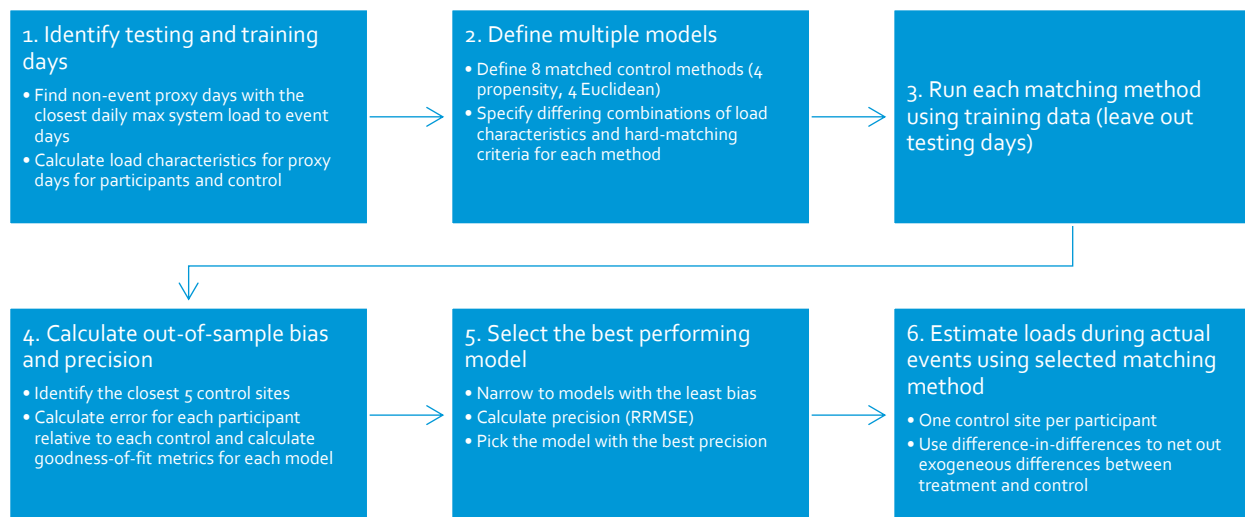 1. Identify testing and training
days
• Find non-event proxy days with the
closest daily max system load to event
days
• Calculate load characteristics for proxy
days for participants and control
2. Define multiple models
• Define 8 matched control methods (4
propensity, 4 Euclidean)
• Specify differing combinations of load
characteristics and hard-matching
criteria for each method
3. Run each matching method
using training data (leave out
testing days)
4. Calculate out-of-sample bias
and precision
• Identify the closest 5 control sites
• Calculate error for each participant
relative to each control and calculate
goodness-of-fit metrics for each model
5. Select the best performing
model
• Narrow to models with the least bias
• Calculate precision (RRMSE)
• Pick the model with the best precision
6. Estimate loads during actual
events using selected matching
method
• One control site per participant
• Use difference-in-differences to net out
exogeneous differences between
treatment and control